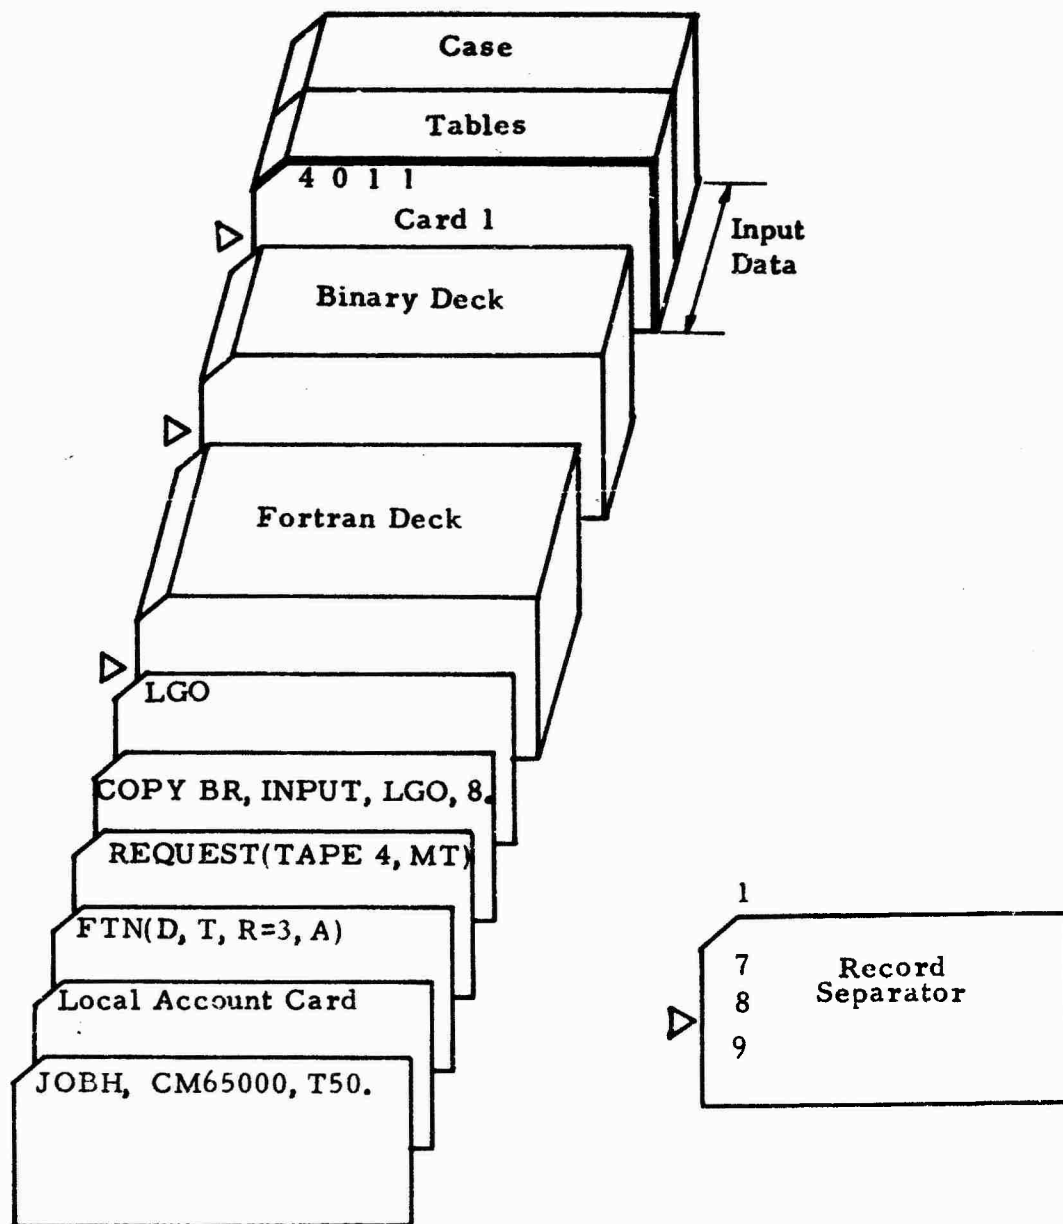 Case
Tables
4 0 1 1
Card 1
Input
Data
Binary Deck
Fortran Deck
LGO
COPY BR, INPUT, LGO, 8.
REQUEST(TAPE 4, MT)
FTN(D, T, R=3, A)
Local Account Card
JOBH, CM65000, T50.
1
7
8
9
Record
Separator